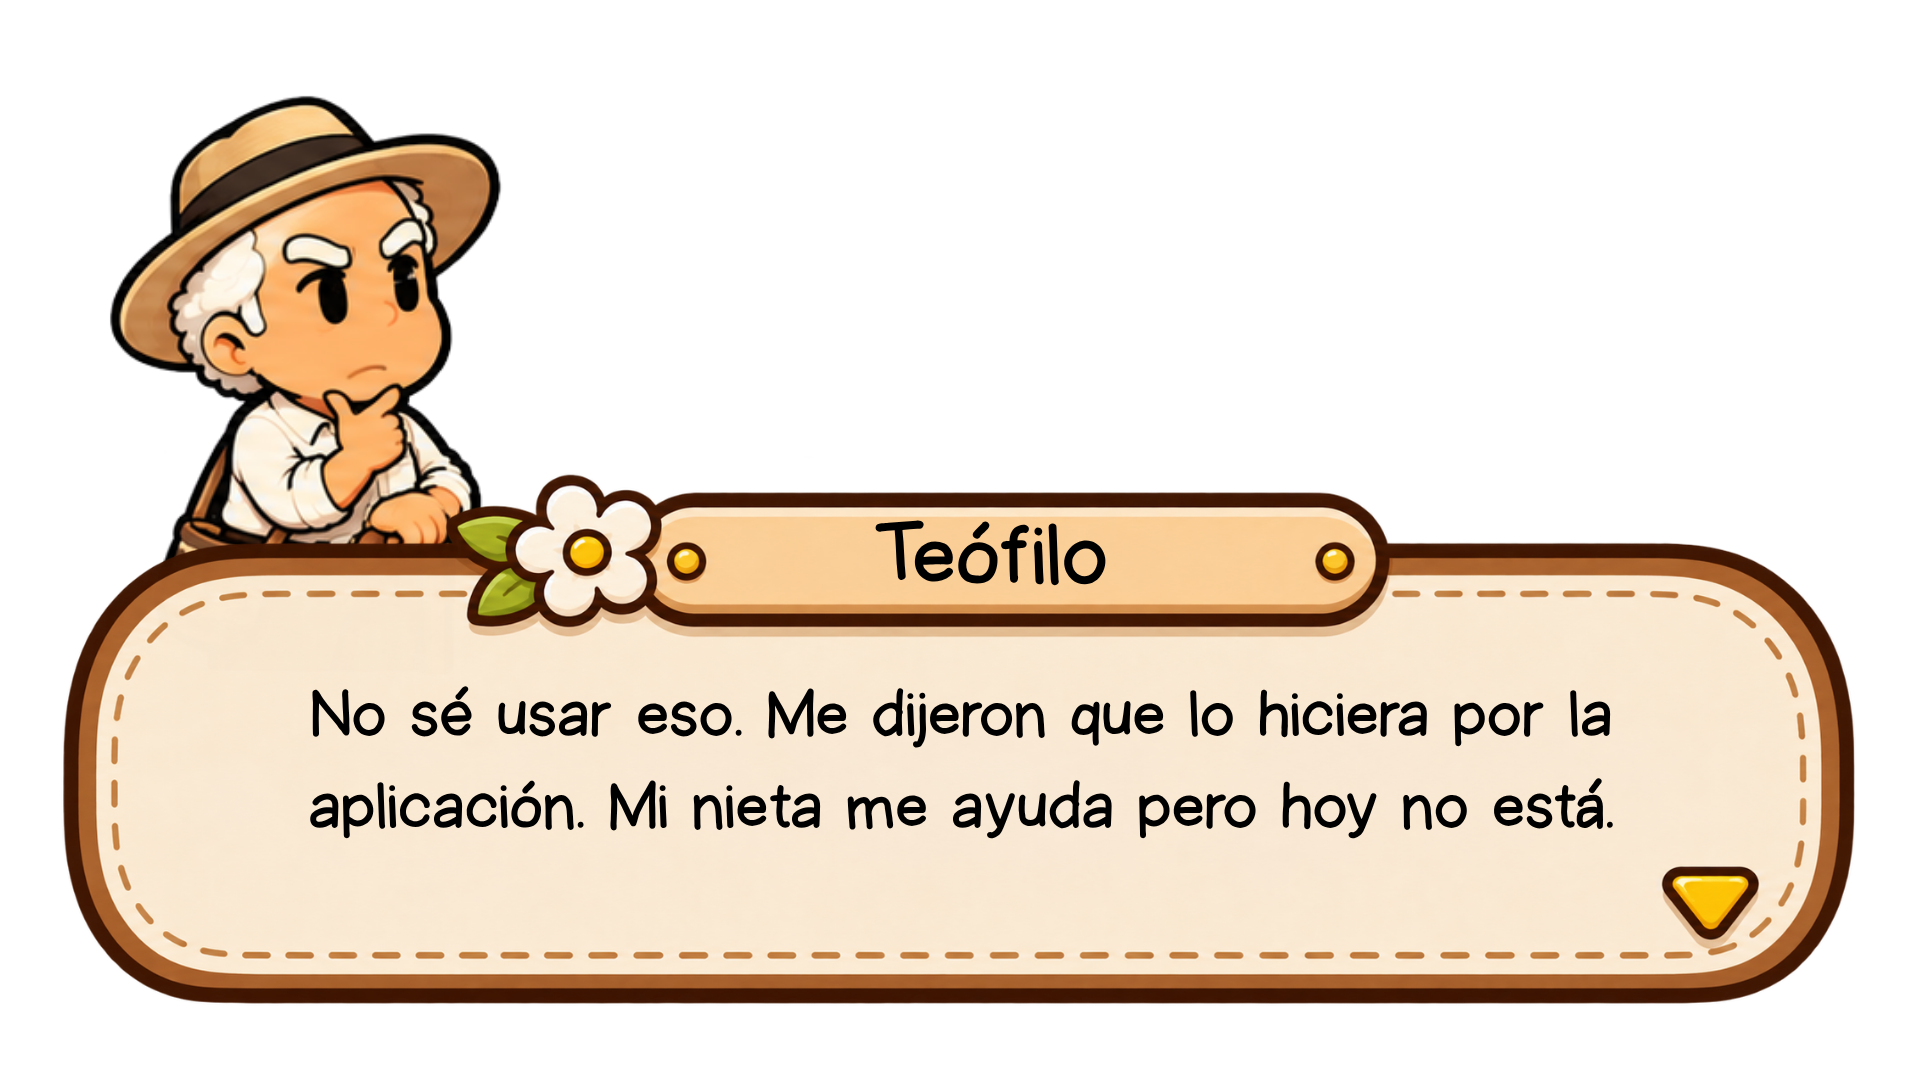 Teófilo
No sé usar eso. Me dijeron que lo hiciera por la
aplicación. Mi nieta me ayuda pero hoy no está.